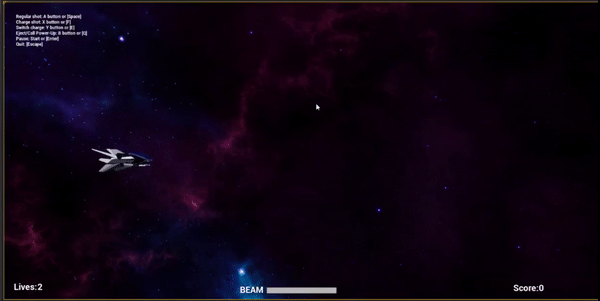 Regular shot: A button or [Space]
Charge shot: X button or [F]
Switch charge: Y button or [E]
Eject/Call Power-Up: B button or [Q]
Pause: Start or [Enter]
Quit: [Escape]
Lives:2
BEAM
Score:0